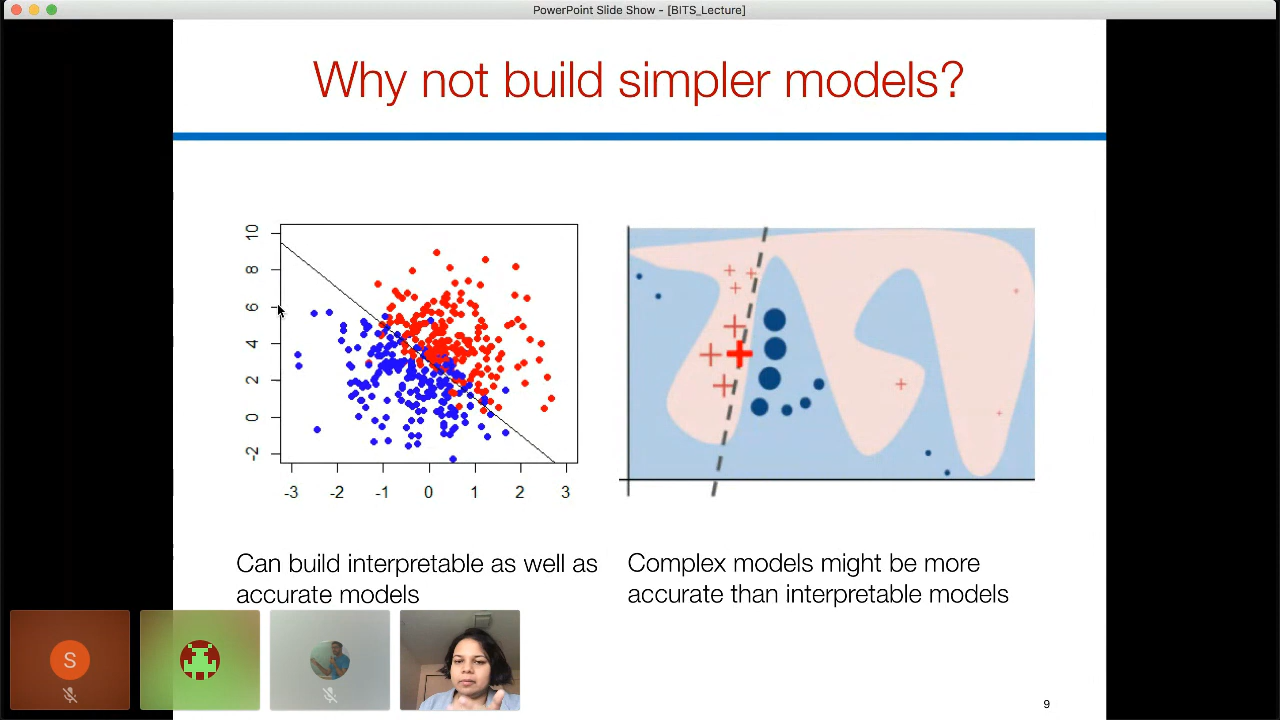 PowerPoint Slide Show - [BITS_Lecture]
Why not build simpler models?
10
8
6
4
2
0
-2
-3 -2 -1 0 1 2 3
Can build interpretable as well as
accurate models
Complex models might be more
accurate than interpretable models
S
9